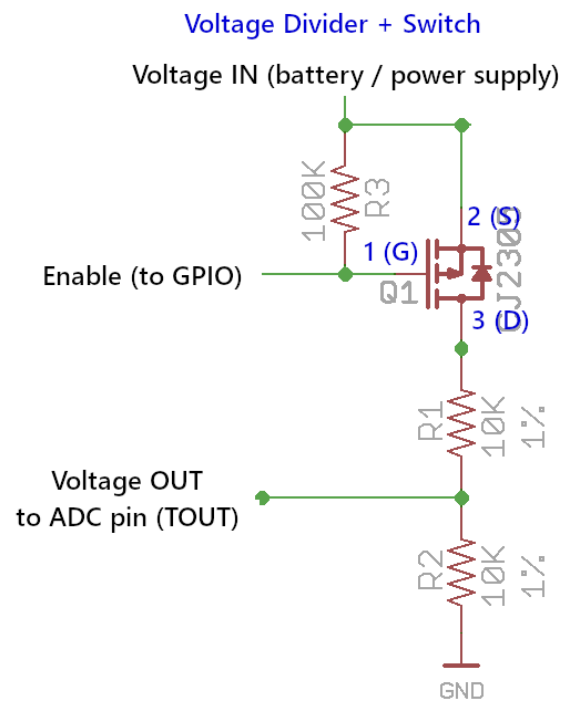 Voltage Divider + Switch
Voltage IN (battery / power supply)
100K
R3
2 (S)
1 (G)
Enable (to GPIO)
Q1
3 (D)
R1
10K
1%
Voltage OUT
to ADC pin (TOUT)
R2
10K
1%
GND